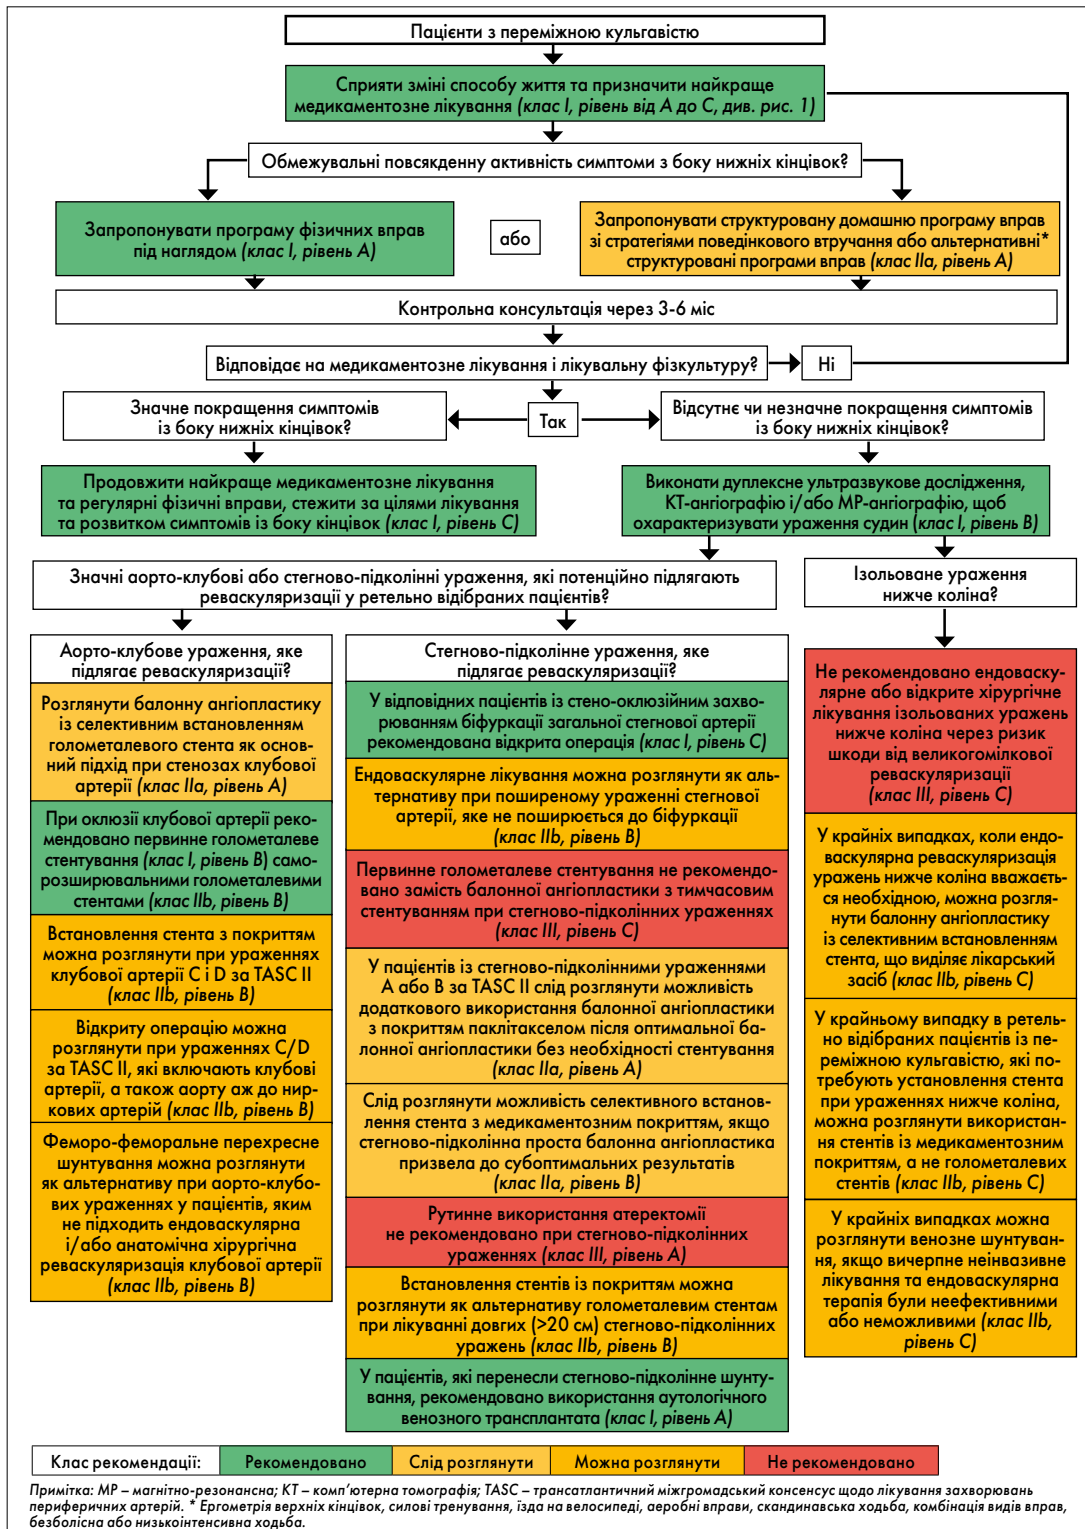 Пацієнти з переміжною кульгавістю
Сприяти зміні способу життя та призначити найкраще
медикаментозне лікування (клас I, рівень від А до С, див. рис. 1)
Обмежувальні повсякденну активність симптоми з боку нижніх кінцівок?
Запропонувати програму фізичних вправ
під наглядом (клас I, рівень А)
або
Запропонувати структуровану домашню програму вправ
зі стратегіями поведінкового втручання або альтернативні*
структуровані програми вправ (клас IIa, рівень А)
Контрольна консультація через 3-6 міс
Відповідає на медикаментозне лікування і лікувальну фізкультуру?
Ні
Значне покращення симптомів
із боку нижніх кінцівок?
Так
Відсутнє чи незначне покращення симптомів
із боку нижніх кінцівок?
Продовжити найкраще медикаментозне лікування
та регулярні фізичні вправи, стежити за цілями лікування
та розвитком симптомів із боку кінцівок (клас I, рівень С)
Виконати дуплексне ультразвукове дослідження,
КТ-ангіографію і/або МР-ангіографію, щоб
охарактеризувати ураження судин (клас I, рівень В)
Значні аорто-клубові або стегново-підколінні ураження, які потенційно підлягають
реваскуляризації у ретельно відібраних пацієнтів?
Ізольоване ураження
нижче коліна?
Аорто-клубове ураження, яке
підлягає реваскуляризації?
Розглянути балонну ангіопластику
із селективним встановленням
голометалевого стента як основ-
ний підхід при стенозах клубової
артерії (клас IIa, рівень А)
При оклюзії клубової артерії реко-
мендовано первинне голометалеве
стентування (клас I, рівень В) само-
розширювальними голометалевими
стентами (клас IIb, рівень В)
Встановлення стента з покриттям
можна розглянути при ураженнях
клубової артерії С і D за TASC II
(клас IIb, рівень В)
Відкриту операцію можна
розглянути при ураженнях C/D
за TASC II, які включають клубові
артерії, а також аорту аж до нир-
кових артерій (клас IIb, рівень В)
Феморо-феморальне перехресне
шунтування можна розглянути
як альтернативу при аорто-клубо-
вих ураженнях у пацієнтів, яким
не підходить ендоваскулярна
і/або анатомічна хірургічна
реваскуляризація клубової артерії
(клас IIb, рівень В)
Стегново-підколінне ураження, яке
підлягає реваскуляризації?
У відповідних пацієнтів із стено-оклюзійним захво-
рюванням біфуркації загальної стегнової артерії
рекомендована відкрита операція (клас I, рівень С)
Ендоваскулярне лікування можна розглянути як аль-
тернативу при поширеному ураженні стегнової
артерії, яке не поширюється до біфуркації
(клас IIb, рівень В)
Первинне голометалеве стентування не рекомендо-
вано замість балонної ангіопластики з тимчасовим
стентуванням при стегново-підколінних ураженнях
(клас III, рівень С)
У пацієнтів із стегново-підколінними ураженнями
А або В за TASC II слід розглянути можливість
додаткового використання балонної ангіопластики
з покриттям паклітакселом після оптимальної ба-
лонної ангіопластики без необхідності стентування
(клас IIa, рівень А)
Слід розглянути можливість селективного встанов-
лення стента з медикаментозним покриттям, якщо
стегново-підколінна проста балонна ангіопластика
призвела до субоптимальних результатів
(клас IIa, рівень В)
Рутинне використання атеректомії
не рекомендовано при стегново-підколінних
ураженнях (клас III, рівень А)
Встановлення стентів із покриттям можна
розглянути як альтернативу голометалевим стентам
при лікуванні довгих (>20 см) стегново-підколінних
уражень (клас IIb, рівень В)
У пацієнтів, які перенесли стегново-підколінне шунту-
вання, рекомендовано використання аутологічного
венозного трансплантата (клас I, рівень А)
Не рекомендовано ендоваску-
лярне або відкрите хірургічне
лікування ізольованих уражень
нижче коліна через ризик
шкоди від великогомілкової
реваскуляризації
(клас III, рівень С)
У крайніх випадках, коли ендо-
васкулярна реваскуляризація
уражень нижче коліна вважаєть-
ся необхідною, можна розгля-
нути балонну ангіопластику
із селективним встановленням
стента, що виділяє лікарський
засіб (клас IIb, рівень С)
У крайньому випадку в ретель-
но відібраних пацієнтів із пе-
реміжною кульгавістю, які по-
требують установлення стента
при ураженнях нижче коліна,
можна розглянути використан-
ня стентів із медикаментозним
покриттям, а не голометалевих
стентів (клас IIb, рівень С)
У крайніх випадках можна
розглянути венозне шунтуван-
ня, якщо вичерпне неінвазивне
лікування та ендоваскулярна
терапія були неефективними
або неможливими (клас IIb,
рівень С)
Клас рекомендації:
Рекомендовано
Слід розглянути
Можна розглянути
Не рекомендовано
Примітка: МР – магнітно-резонансна; КТ – комп'ютерна томографія; TASC – трансатлантичний міжгромадський консенсус щодо лікування захворювань
периферичних артерій. * Ергометрія верхніх кінцівок, силові тренування, їзда на велосипеді, аеробні вправи, скандинавська ходьба, комбінація видів вправ,
безболісна або низькоінтенсивна ходьба.